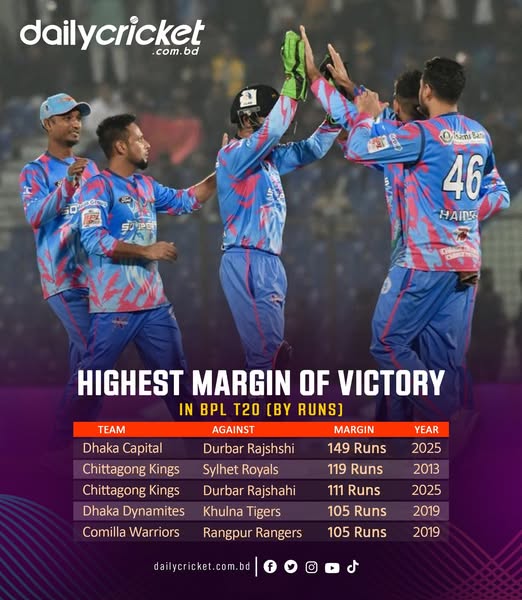 dailycricket
.com.bd
46
HIGHEST MARGIN OF VICTORY
IN BPL T20 (BY RUNS)
TEAM AGAINST MARGIN YEAR
Dhaka Capital Durbar Rajshshi 149 Runs 2025
Chittagong Kings Sylhet Royals 119 Runs 2013
Chittagong Kings Durbar Rajshahi 111 Runs 2025
Dhaka Dynamites Khulna Tigers 105 Runs 2019
Comilla Warriors Rangpur Rangers 105 Runs 2019
dailycricket.com.bd